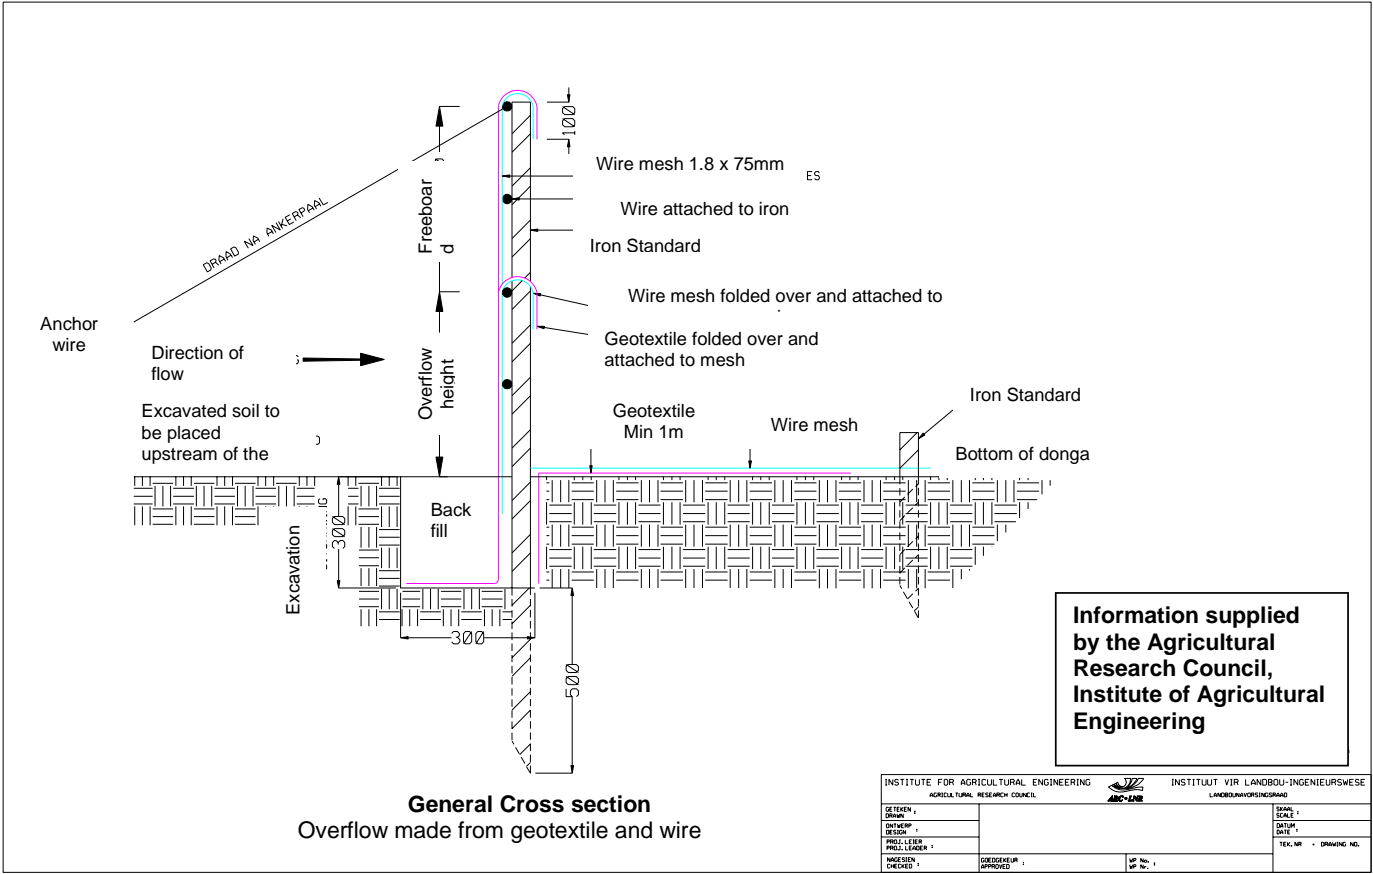 100
Wire mesh 1.8 x 75mm
ES
Wire attached to iron
Freeboar
d
DRAAD NA ANKERPAAL
Iron Standard
Wire mesh folded over and attached to
Anchor
wire
Geotextile folded over and
attached to mesh
Direction of
flow
Overflow
height
Excavated soil to
be placed
upstream of the
Geotextile
Min 1m
Wire mesh
Iron Standard
Bottom of donga
Back
fill
300
Excavation
300
500
Information supplied
by the Agricultural
Research Council,
Institute of Agricultural
Engineering
General Cross section
Overflow made from geotextile and wire
INSTITUTE FOR AGRICULTURAL ENGINEERING
AGRICULTURAL RESEARCH COUNCIL
ARC•LNR
INSTITUUT VIR LANDBOU-INGENIEURSWESE
LANDBOUNAVORSINGSRAAD
GETEKEN :
DRAWN
SKAAL :
SCALE
ONTWERP :
DESIGN
DATUM :
DATE
PROJ.LEIER
PROJ.LEADER :
TEK.NR - DRAWING NO.
NAGESIEN
CHECKED :
GOEDGEKEUR :
APPROVED
WP No. :
WP Nr.